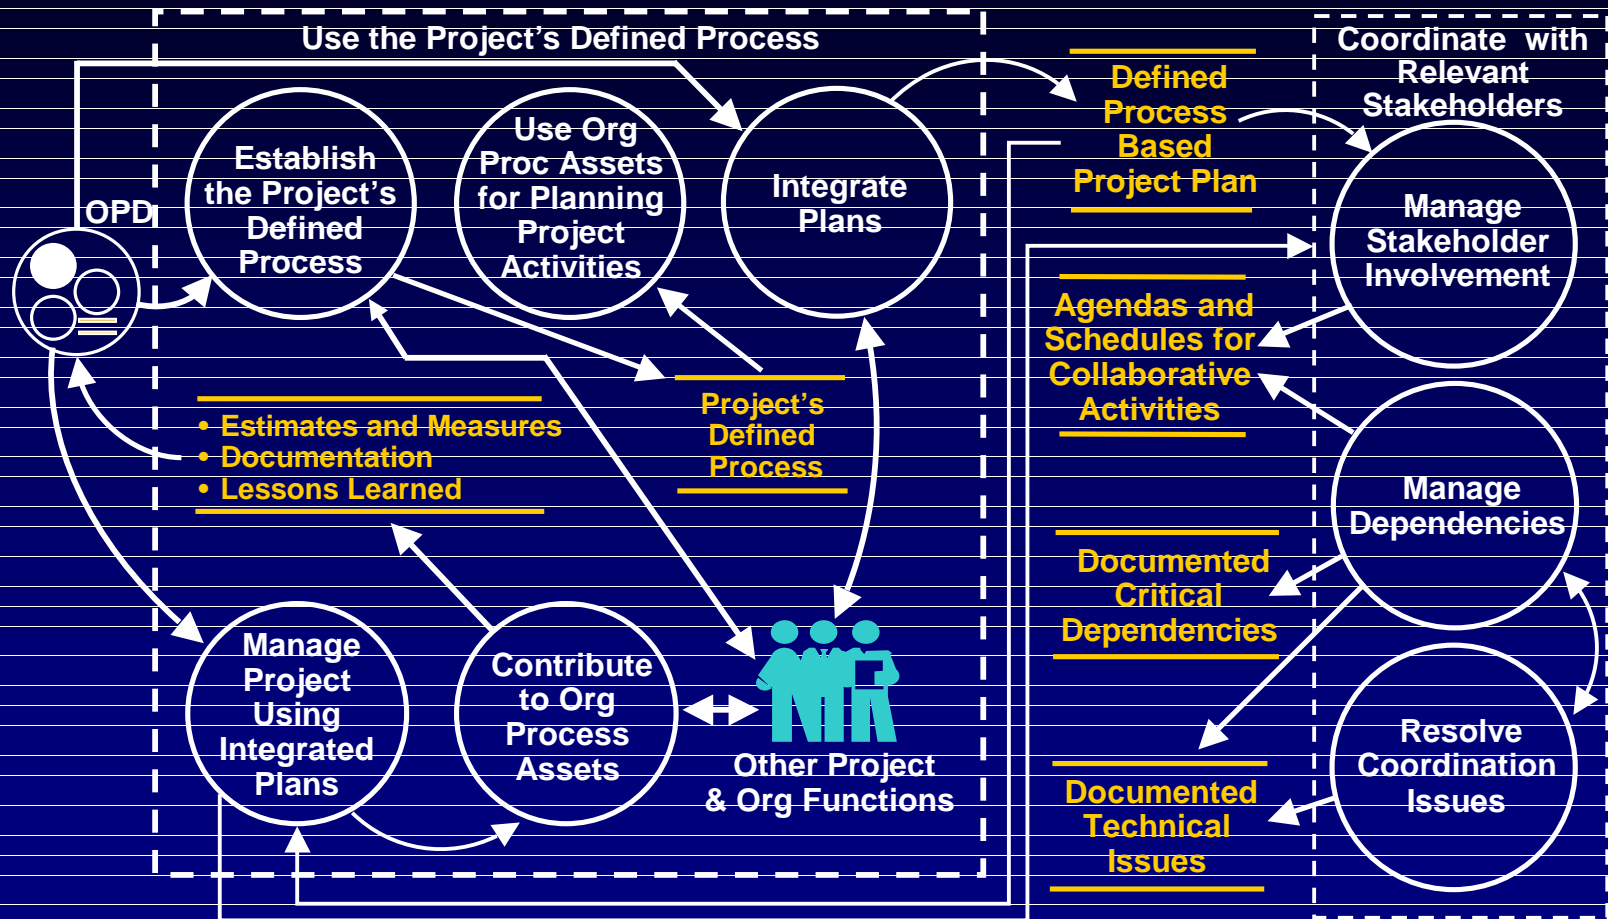 Use the Project's Defined Process
Coordinate with
Relevant
Stakeholders
OPD
Establish
the Project's
Defined
Process
Use Org
Proc Assets
for Planning
Project
Activities
Integrate
Plans
Defined
Process
Based
Project Plan
Manage
Stakeholder
Involvement
Agendas and
Schedules for
Collaborative
Activities
• Estimates and Measures
• Documentation
• Lessons Learned
Project's
Defined
Process
Manage
Dependencies
Documented
Critical
Dependencies
Manage
Project
Using
Integrated
Plans
Contribute
to Org
Process
Assets
Other Project
& Org Functions
Documented
Technical
Issues
Resolve
Coordination
Issues